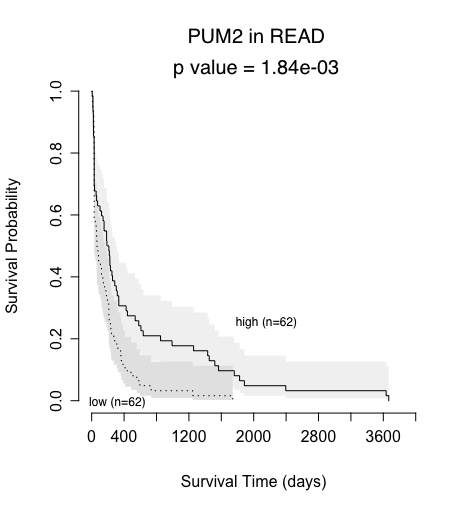 PUM2 in READ
p value = 1.84e-03
Survival Probability
1.0
0.8
0.6
0.4
0.2
0.0
high (n=62)
low (n=62)
0 400 1200 2000 2800 3600
Survival Time (days)